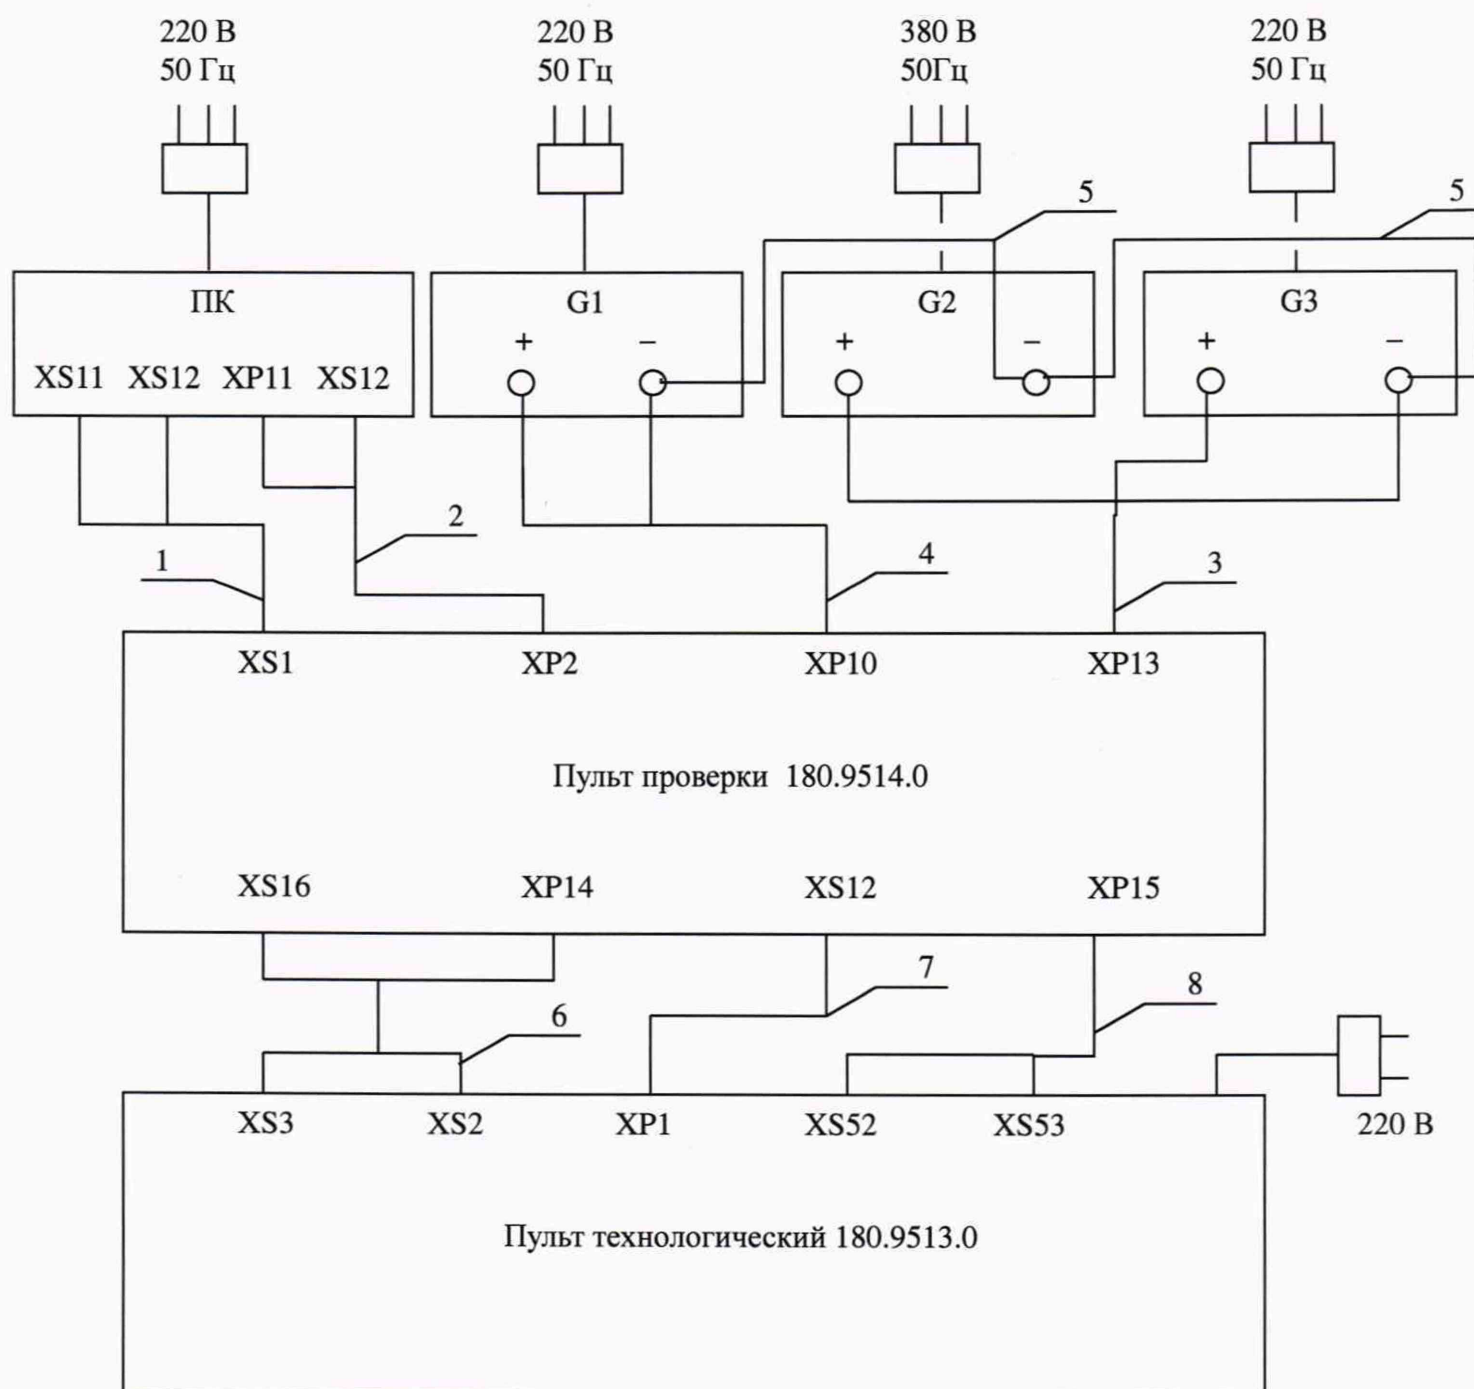 220 В
50 Гц
220 В
50 Гц
380 В
50Гц
220 В
50 Гц
5
5
ПК
G1
G2
G3
+ −
+ −
+ −
XS11 XS12 XP11 XS12
1
2
4
3
XS1 XP2 XP10 XP13
Пульт проверки 180.9514.0
XS16 XP14 XS12 XP15
6
7
8
XS3 XS2 XP1 XS52 XS53
220 В
Пульт технологический 180.9513.0